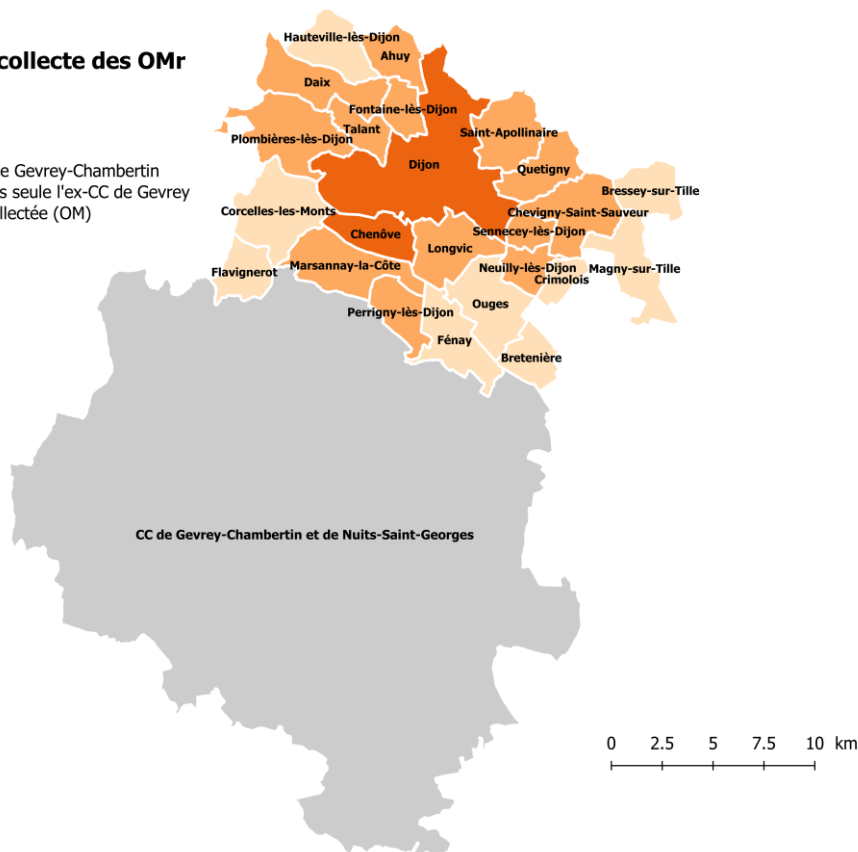 collecte des OMr
e Gevrey-Chambertin
s seule l'ex-CC de Gevrey
llectée (OM)
Hauteville-lès-Dijon
Ahuy
Daix
Fontaine-lès-Dijon
Talant
Plombières-lès-Dijon
Saint-Apollinaire
Dijon
Quetigny
Bressey-sur-Tille
Corcelles-les-Monts
Chevigny-Saint-Sauveur
Chenôve
Sennecey-lès-Dijon
Longvic
Flavignerot
Marsannay-la-Côte
Neuilly-lès-Dijon
Magny-sur-Tille
Crimolois
Ouges
Perrigny-lès-Dijon
Fénay
Bretenière
CC de Gevrey-Chambertin et de Nuits-Saint-Georges
0 2.5 5 7.5 10 km